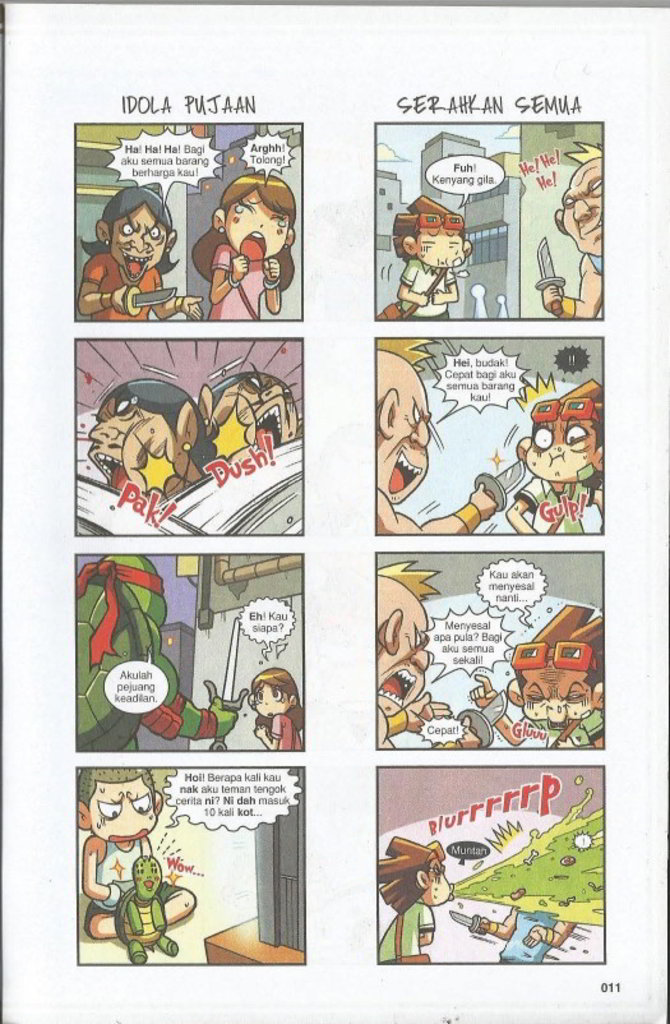 IDOLA PUJAAN
Ha! Ha! Ha! Bagi
aku semua barang
berharga kau!
Arghh!
Tolong!
Pak!
Dush!
Akulah
pejuang
keadilan.
Eh! Kau
siapa?
Hoi! Berapa kali kau
nak aku teman tengok
cerita ni? Ni dah masuk
10 kali kot...
Wow...
SERAHKAN SEMUA
Fuh!
Kenyang gila.
He! He!
He!
Hei, budak!
Cepat bagi aku
semua barang
kau!
!!
Gulp!
Kau akan
menyesal
nanti...
Menyesal
apa pula? Bagi
aku semua
sekali!
Cepat!
Gluuu
Blurrrrrrp
Muntah
!
011